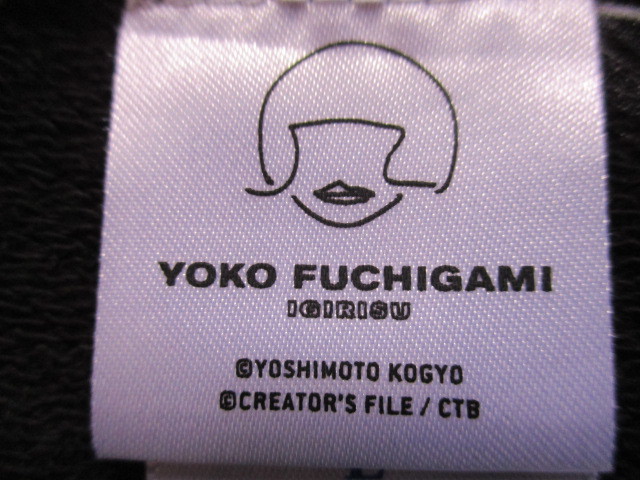 YOKO FUCHIGAMI
IGIRISU
©YOSHIMOTO KOGYO
©CREATOR'S FILE / CTB